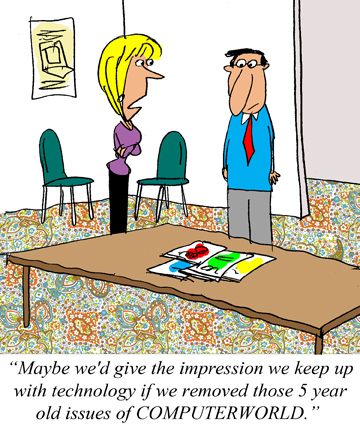 “Maybe we'd give the impression we keep up
with technology if we removed those 5 year
old issues of COMPUTERWORLD.”